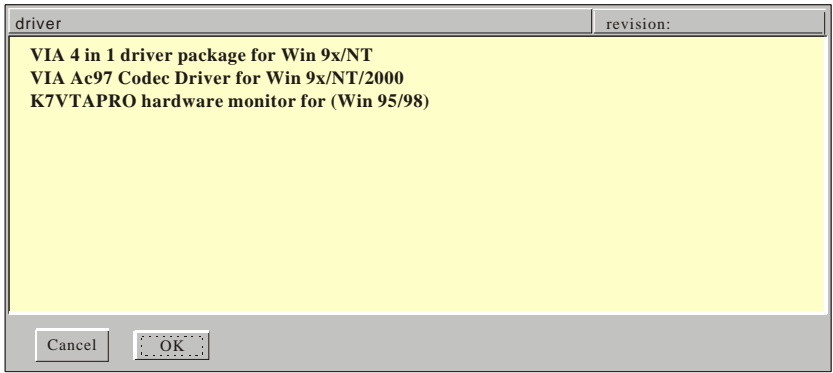 driver revision:
VIA 4 in 1 driver package for Win 9x/NT
VIA Ac97 Codec Driver for Win 9x/NT/2000
K7VTAPRO hardware monitor for (Win 95/98)
Cancel OK